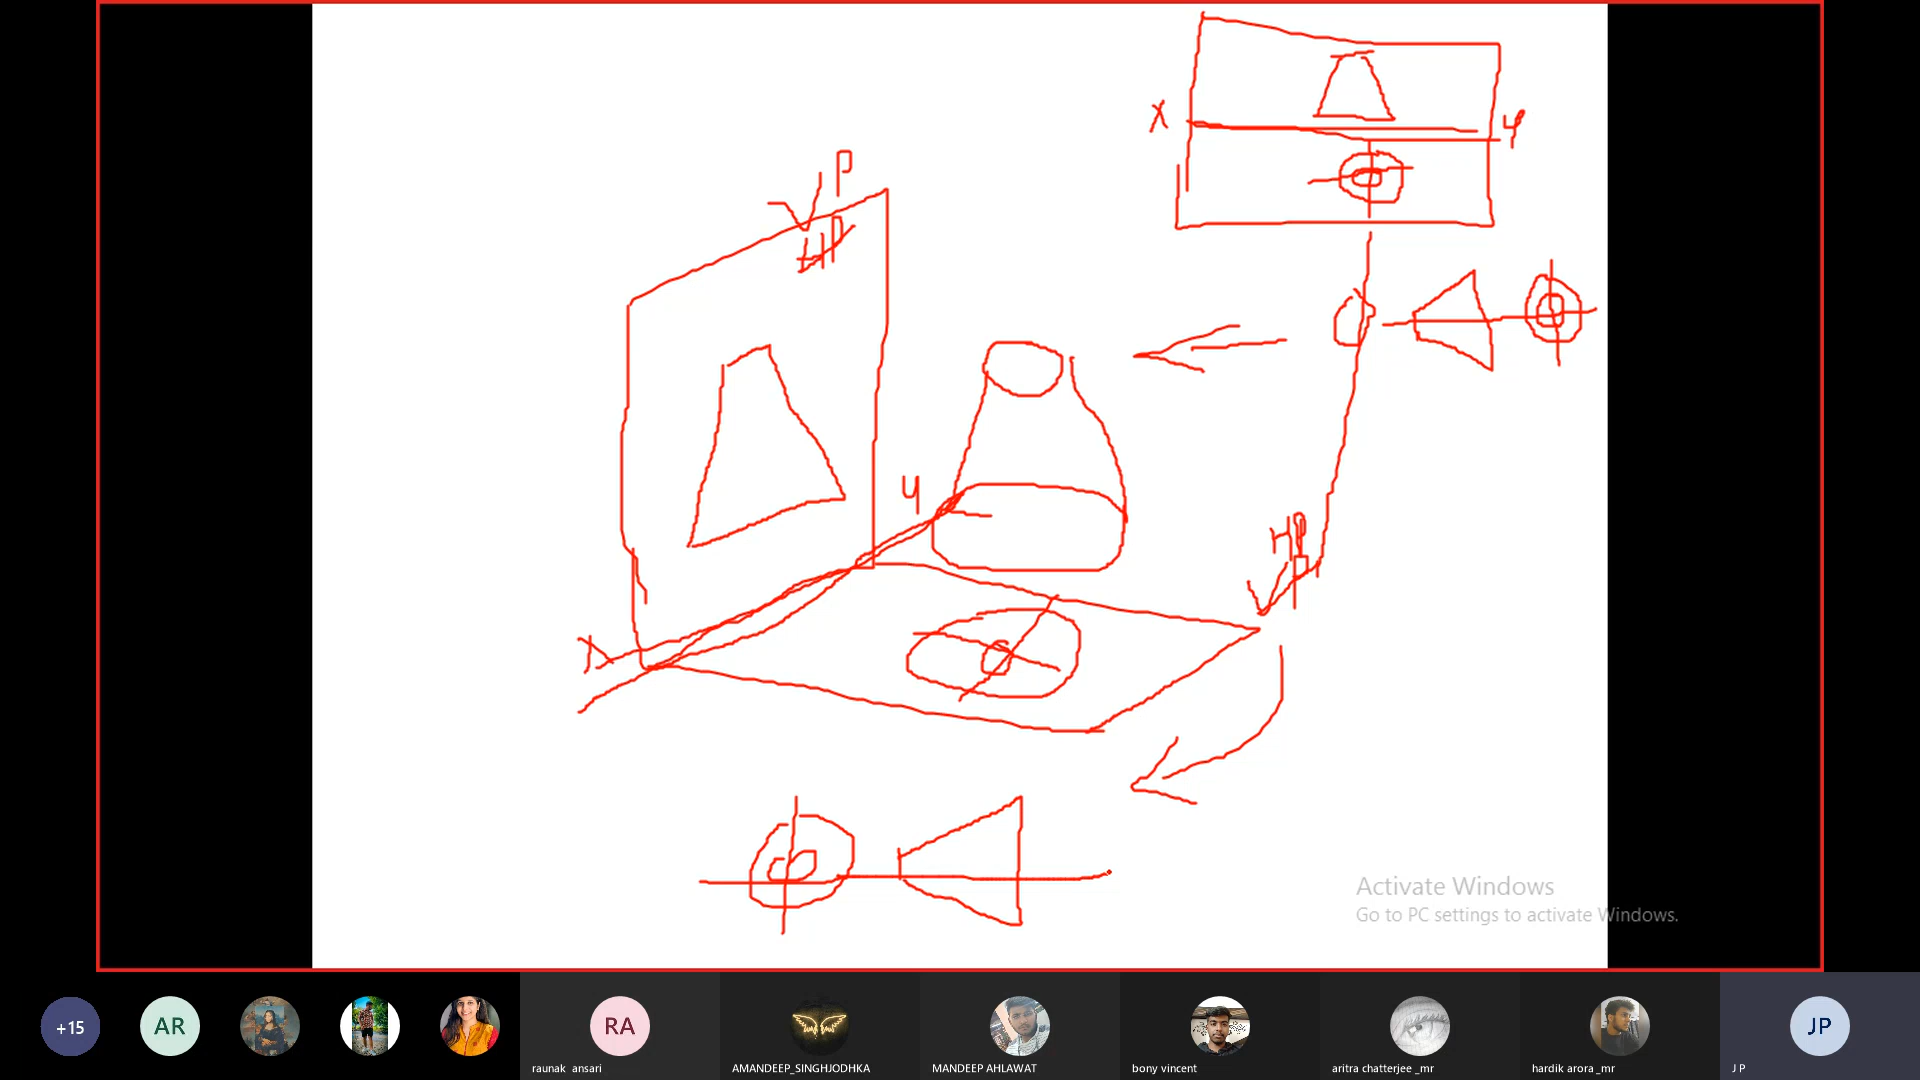 X
Y
VP
HP
Y
HP
VP
X
Activate Windows
Go to PC settings to activate Windows.
+15
AR
RA
JP
raunak ansari
AMANDEEP_SINGHJODHKA
MANDEEP AHLAWAT
bony vincent
aritra chatterjee _mr
hardik arora _mr
J P